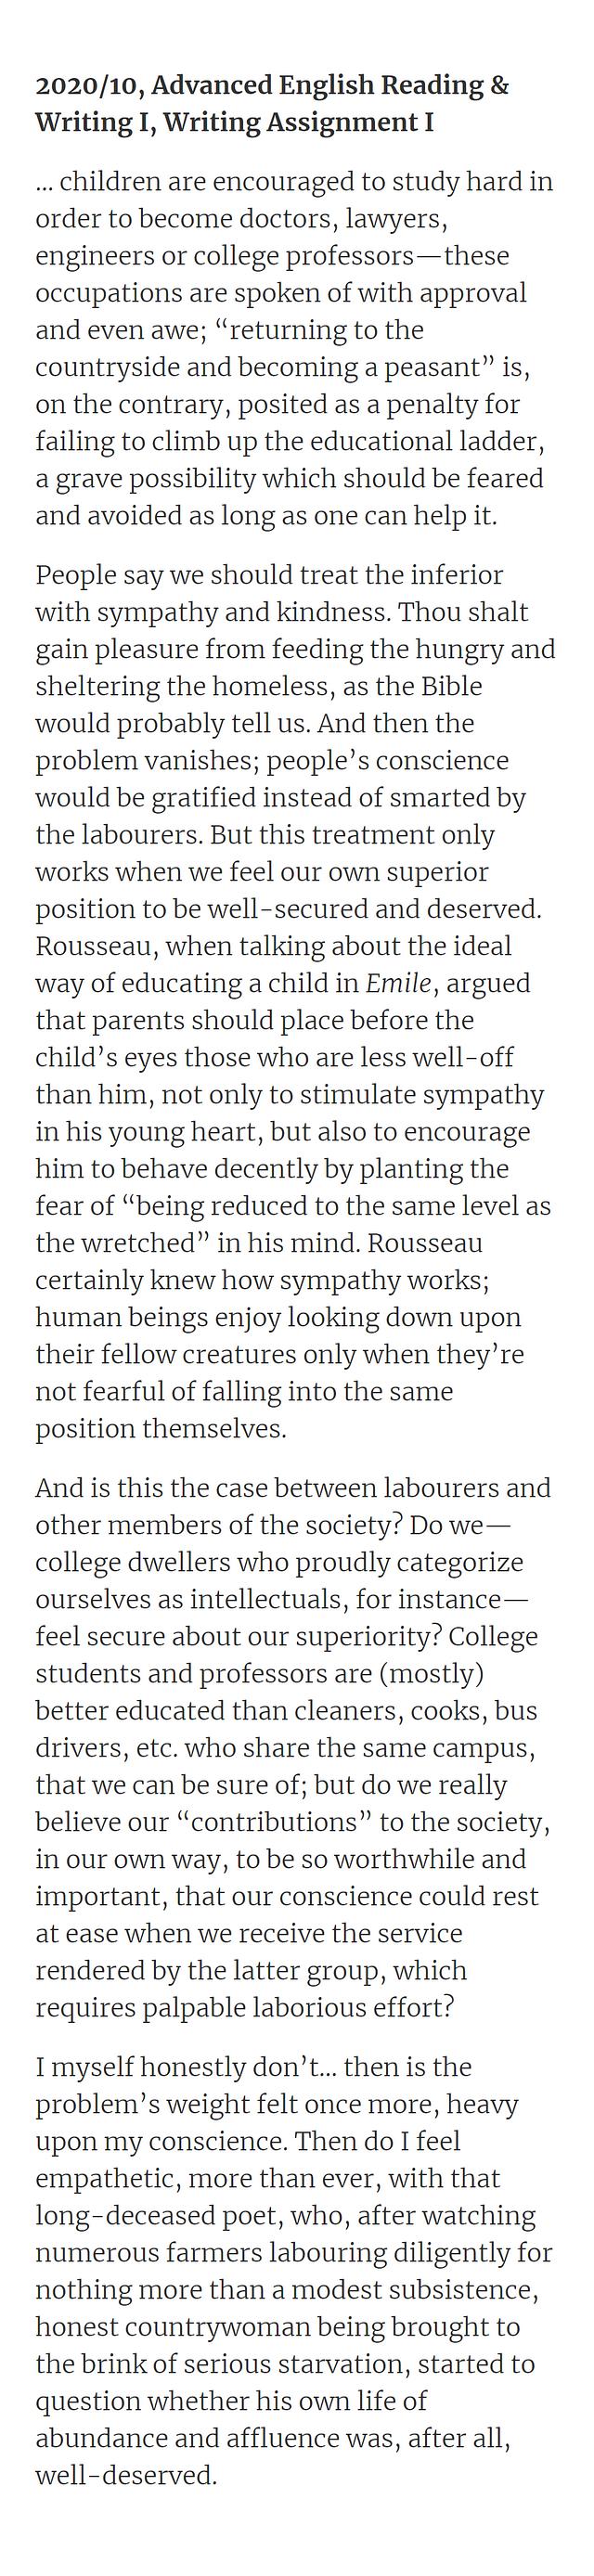 2020/10, Advanced English Reading &
Writing I, Writing Assignment I
... children are encouraged to study hard in
order to become doctors, lawyers,
engineers or college professors—these
occupations are spoken of with approval
and even awe; “returning to the
countryside and becoming a peasant” is,
on the contrary, posited as a penalty for
failing to climb up the educational ladder,
a grave possibility which should be feared
and avoided as long as one can help it.
People say we should treat the inferior
with sympathy and kindness. Thou shalt
gain pleasure from feeding the hungry and
sheltering the homeless, as the Bible
would probably tell us. And then the
problem vanishes; people’s conscience
would be gratified instead of smarted by
the labourers. But this treatment only
works when we feel our own superior
position to be well-secured and deserved.
Rousseau, when talking about the ideal
way of educating a child in Emile, argued
that parents should place before the
child’s eyes those who are less well-off
than him, not only to stimulate sympathy
in his young heart, but also to encourage
him to behave decently by planting the
fear of “being reduced to the same level as
the wretched” in his mind. Rousseau
certainly knew how sympathy works;
human beings enjoy looking down upon
their fellow creatures only when they’re
not fearful of falling into the same
position themselves.
And is this the case between labourers and
other members of the society? Do we—
college dwellers who proudly categorize
ourselves as intellectuals, for instance—
feel secure about our superiority? College
students and professors are (mostly)
better educated than cleaners, cooks, bus
drivers, etc. who share the same campus,
that we can be sure of; but do we really
believe our “contributions” to the society,
in our own way, to be so worthwhile and
important, that our conscience could rest
at ease when we receive the service
rendered by the latter group, which
requires palpable laborious effort?
I myself honestly don’t... then is the
problem’s weight felt once more, heavy
upon my conscience. Then do I feel
empathetic, more than ever, with that
long-deceased poet, who, after watching
numerous farmers labouring diligently for
nothing more than a modest subsistence,
honest countrywoman being brought to
the brink of serious starvation, started to
question whether his own life of
abundance and affluence was, after all,
well-deserved.